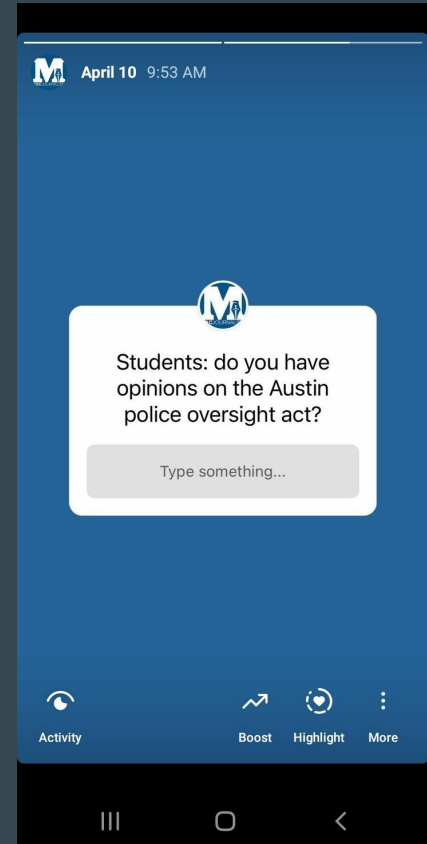 M
April 10 9:53 AM
M
JOURNAL
Students: do you have
opinions on the Austin
police oversight act?
Type something...
Activity
Boost
Highlight
More